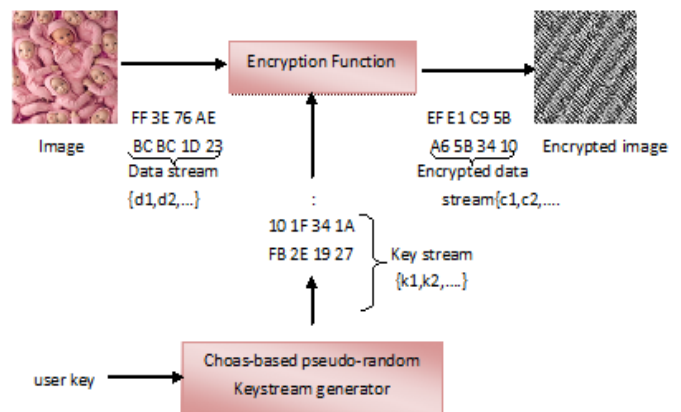 Encryption Function
FF 3E 76 AE
BC BC 1D 23
Image
Data stream
{d1,d2,...}
EF E1 C9 5B
A6 5B 34 10
Encrypted image
Encrypted data
stream{c1,c2,....
:
10 1F 34 1A
FB 2E 19 27
Key stream
{k1,k2,....}
user key
Choas-based pseudo-random
Keystream generator